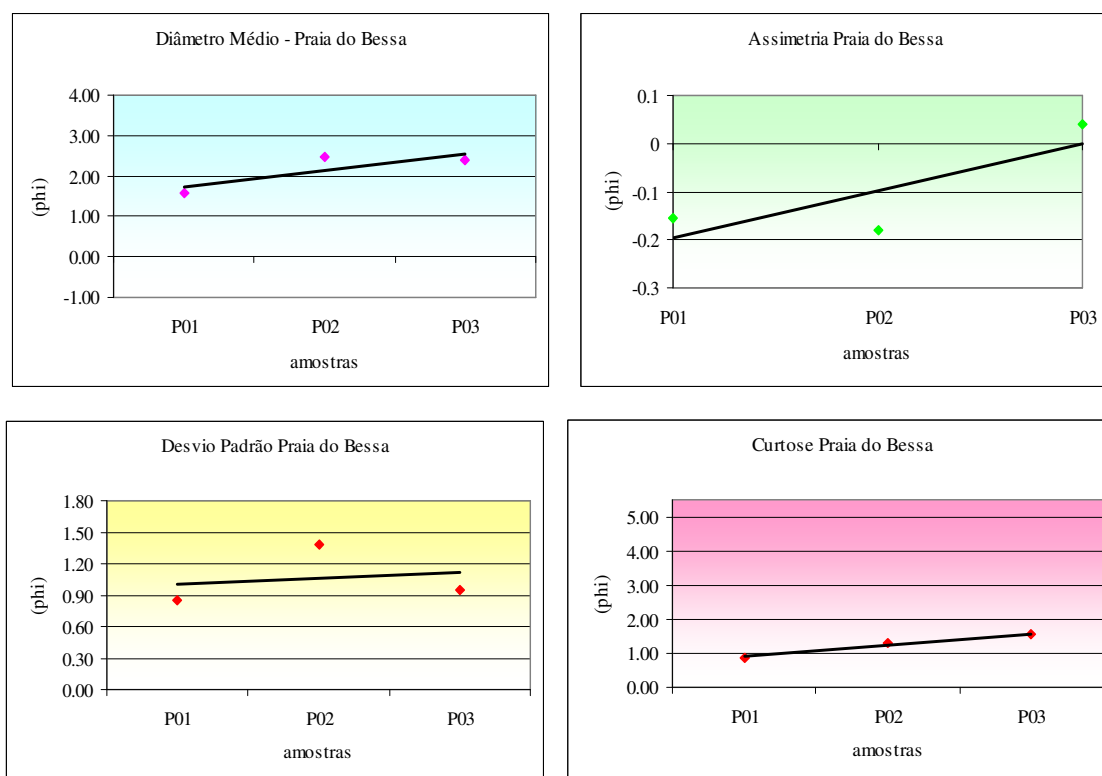 Diâmetro Médio - Praia do Bessa
4.00
3.00
2.00
1.00
0.00
-1.00
(phi)
P01 P02 P03
amostras
Assimetria Praia do Bessa
0.1
0
-0.1
-0.2
-0.3
(phi)
P01 P02 P03
amostras
Desvio Padrão Praia do Bessa
1.80
1.50
1.20
0.90
0.60
0.30
0.00
(phi)
P01 P02 P03
amostras
Curtose Praia do Bessa
5.00
4.00
3.00
2.00
1.00
0.00
(phi)
P01 P02 P03
amostras